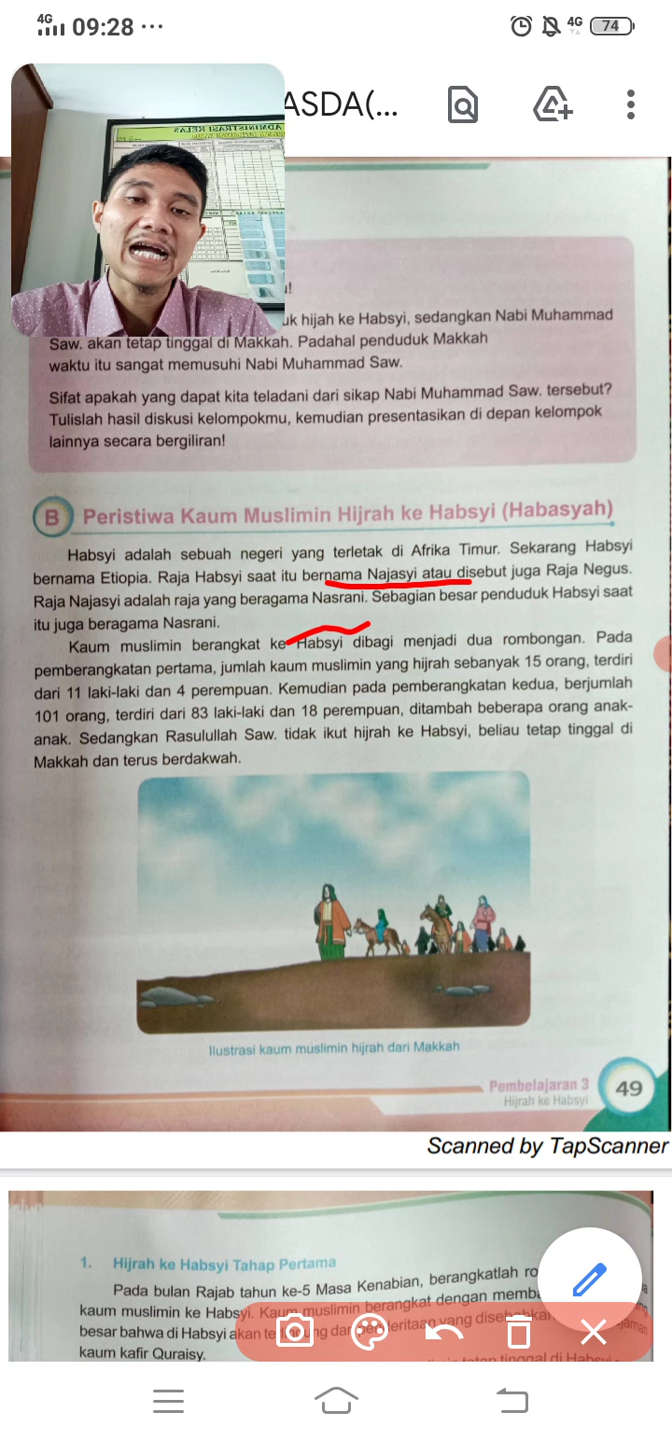 4G 09:28 ... 4G 74
ASDA(...
ADMINISTRASI KELAS
uk hijah ke Habsyi, sedangkan Nabi Muhammad
Saw. akan tetap tinggal di Makkah. Padahal penduduk Makkah
waktu itu sangat memusuhi Nabi Muhammad Saw.
Sifat apakah yang dapat kita teladani dari sikap Nabi Muhammad Saw. tersebut?
Tulislah hasil diskusi kelompokmu, kemudian presentasikan di depan kelompok
lainnya secara bergiliran!
B Peristiwa Kaum Muslimin Hijrah ke Habsyi (Habasyah)
Habsyi adalah sebuah negeri yang terletak di Afrika Timur. Sekarang Habsyi
bernama Etiopia. Raja Habsyi saat itu bernama Najasyi atau disebut juga Raja Negus.
Raja Najasyi adalah raja yang beragama Nasrani. Sebagian besar penduduk Habsyi saat
itu juga beragama Nasrani.
Kaum muslimin berangkat ke Habsyi dibagi menjadi dua rombongan. Pada
pemberangkatan pertama, jumlah kaum muslimin yang hijrah sebanyak 15 orang, terdiri
dari 11 laki-laki dan 4 perempuan. Kemudian pada pemberangkatan kedua, berjumlah
101 orang, terdiri dari 83 laki-laki dan 18 perempuan, ditambah beberapa orang anak-
anak. Sedangkan Rasulullah Saw. tidak ikut hijrah ke Habsyi, beliau tetap tinggal di
Makkah dan terus berdakwah.
Ilustrasi kaum muslimin hijrah dari Makkah
Pembelajaran 3
Hijrah ke Habsyi
49
Scanned by TapScanner
1. Hijrah ke Habsyi Tahap Pertama
Pada bulan Rajab tahun ke-5 Masa Kenabian, berangkatlah ro
kaum muslimin ke Habsyi. Kaum muslimin berangkat dengan memb
besar bahwa di Habsyi akan terlindung dari penderitaan yang disebabkan
kaum kafir Quraisy.